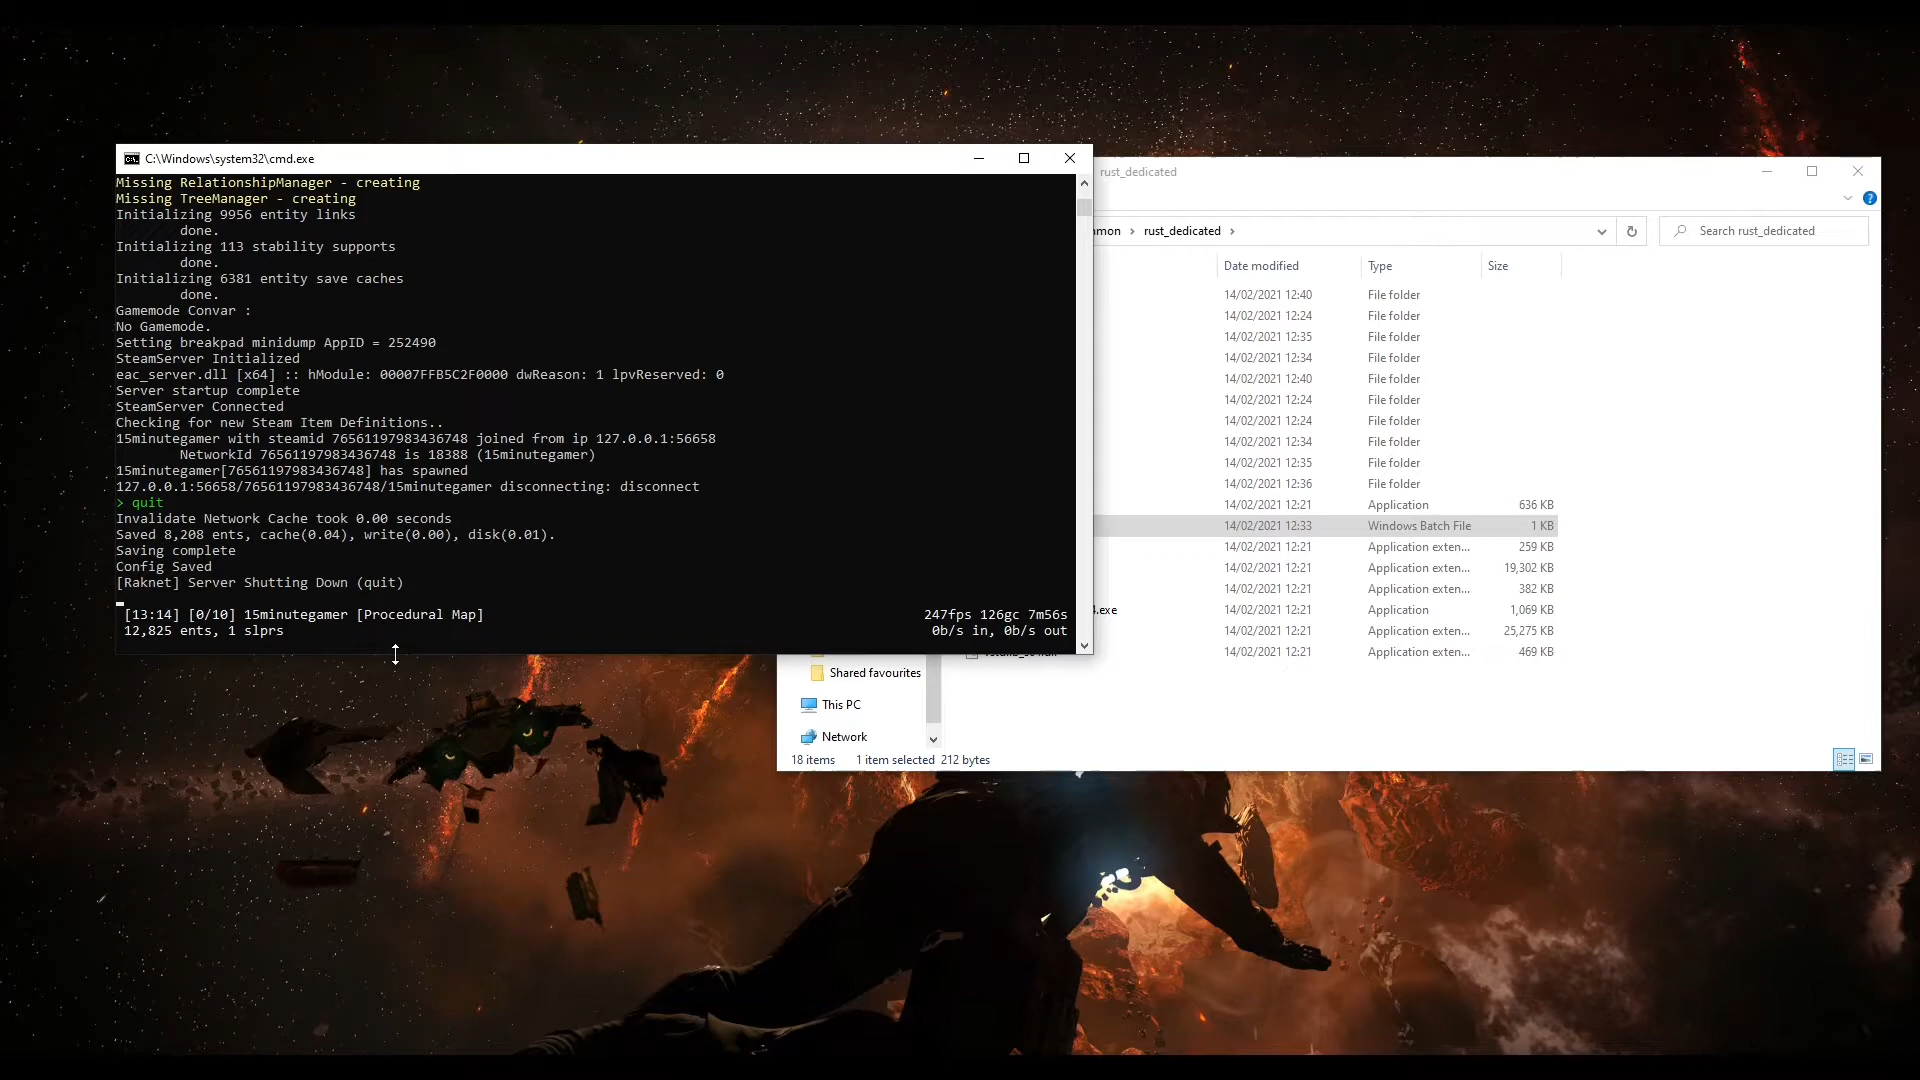 C:\Windows\system32\cmd.exe
Missing RelationshipManager - creating
Missing TreeManager - creating
Initializing 9956 entity links
done.
Initializing 113 stability supports
done.
Initializing 6381 entity save caches
done.
Gamemode Convar :
No Gamemode.
Setting breakpad minidump AppID = 252490
SteamServer Initialized
eac_server.dll [x64] :: hModule: 00007FFB5C2F0000 dwReason: 1 lpvReserved: 0
Server startup complete
SteamServer Connected
Checking for new Steam Item Definitions..
15minutegamer with steamid 76561197983436748 joined from ip 127.0.0.1:56658
NetworkId 76561197983436748 is 18388 (15minutegamer)
15minutegamer[76561197983436748] has spawned
127.0.0.1:56658/76561197983436748/15minutegamer disconnecting: disconnect
> quit
Invalidate Network Cache took 0.00 seconds
Saved 8,208 ents, cache(0.04), write(0.00), disk(0.01).
Saving complete
Config Saved
[Raknet] Server Shutting Down (quit)
[13:14] [0/10] 15minutegamer [Procedural Map] 247fps 126gc 7m56s
12,825 ents, 1 slprs 0b/s in, 0b/s out
rust_dedicated
rust_dedicated
Search rust_dedicated
Date modified Type Size
14/02/2021 12:40 File folder
14/02/2021 12:24 File folder
14/02/2021 12:35 File folder
14/02/2021 12:34 File folder
14/02/2021 12:40 File folder
14/02/2021 12:24 File folder
14/02/2021 12:24 File folder
14/02/2021 12:34 File folder
14/02/2021 12:35 File folder
14/02/2021 12:36 File folder
14/02/2021 12:21 Application 636 KB
14/02/2021 12:33 Windows Batch File 1 KB
14/02/2021 12:21 Application exten... 259 KB
14/02/2021 12:21 Application exten... 19,302 KB
14/02/2021 12:21 Application exten... 382 KB
.exe 14/02/2021 12:21 Application 1,069 KB
14/02/2021 12:21 Application exten... 25,275 KB
14/02/2021 12:21 Application exten... 469 KB
Shared favourites
This PC
Network
18 items 1 item selected 212 bytes